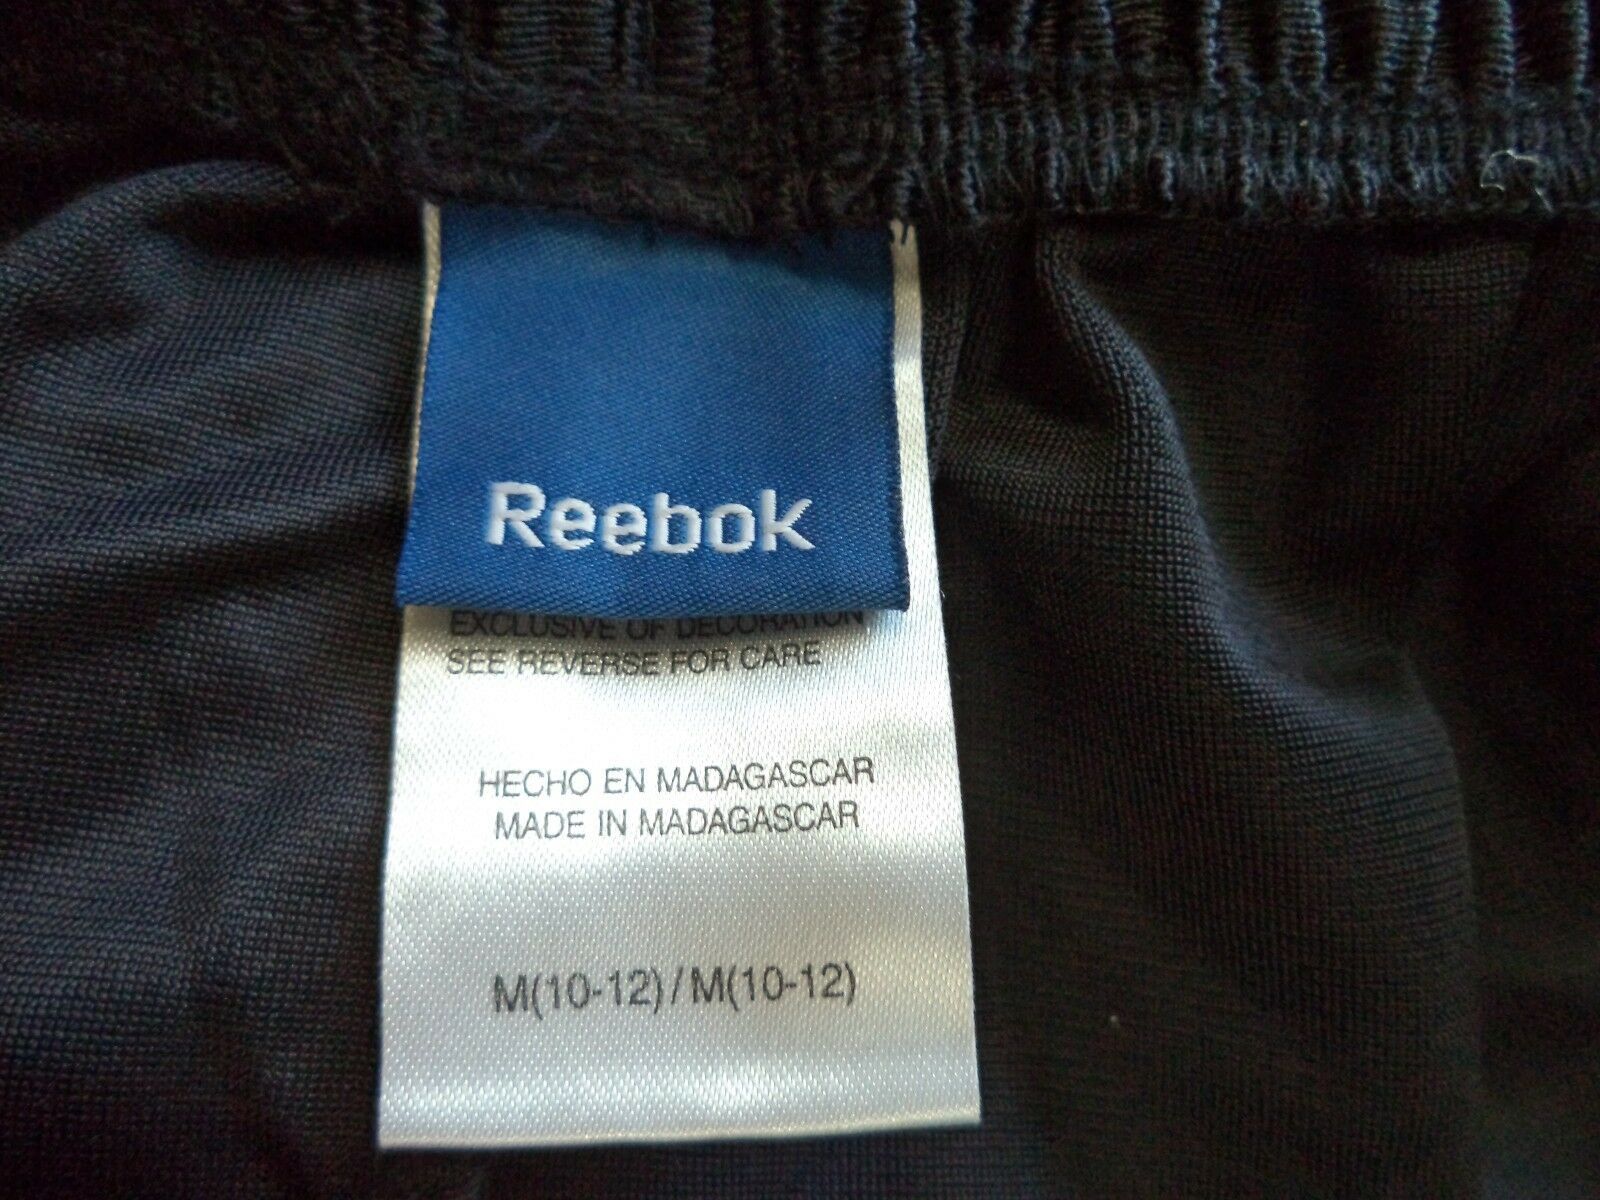 Reebok
EXCLUSIVE OF DECORATION
SEE REVERSE FOR CARE
HECHO EN MADAGASCAR
MADE IN MADAGASCAR
M(10-12)/M(10-12)